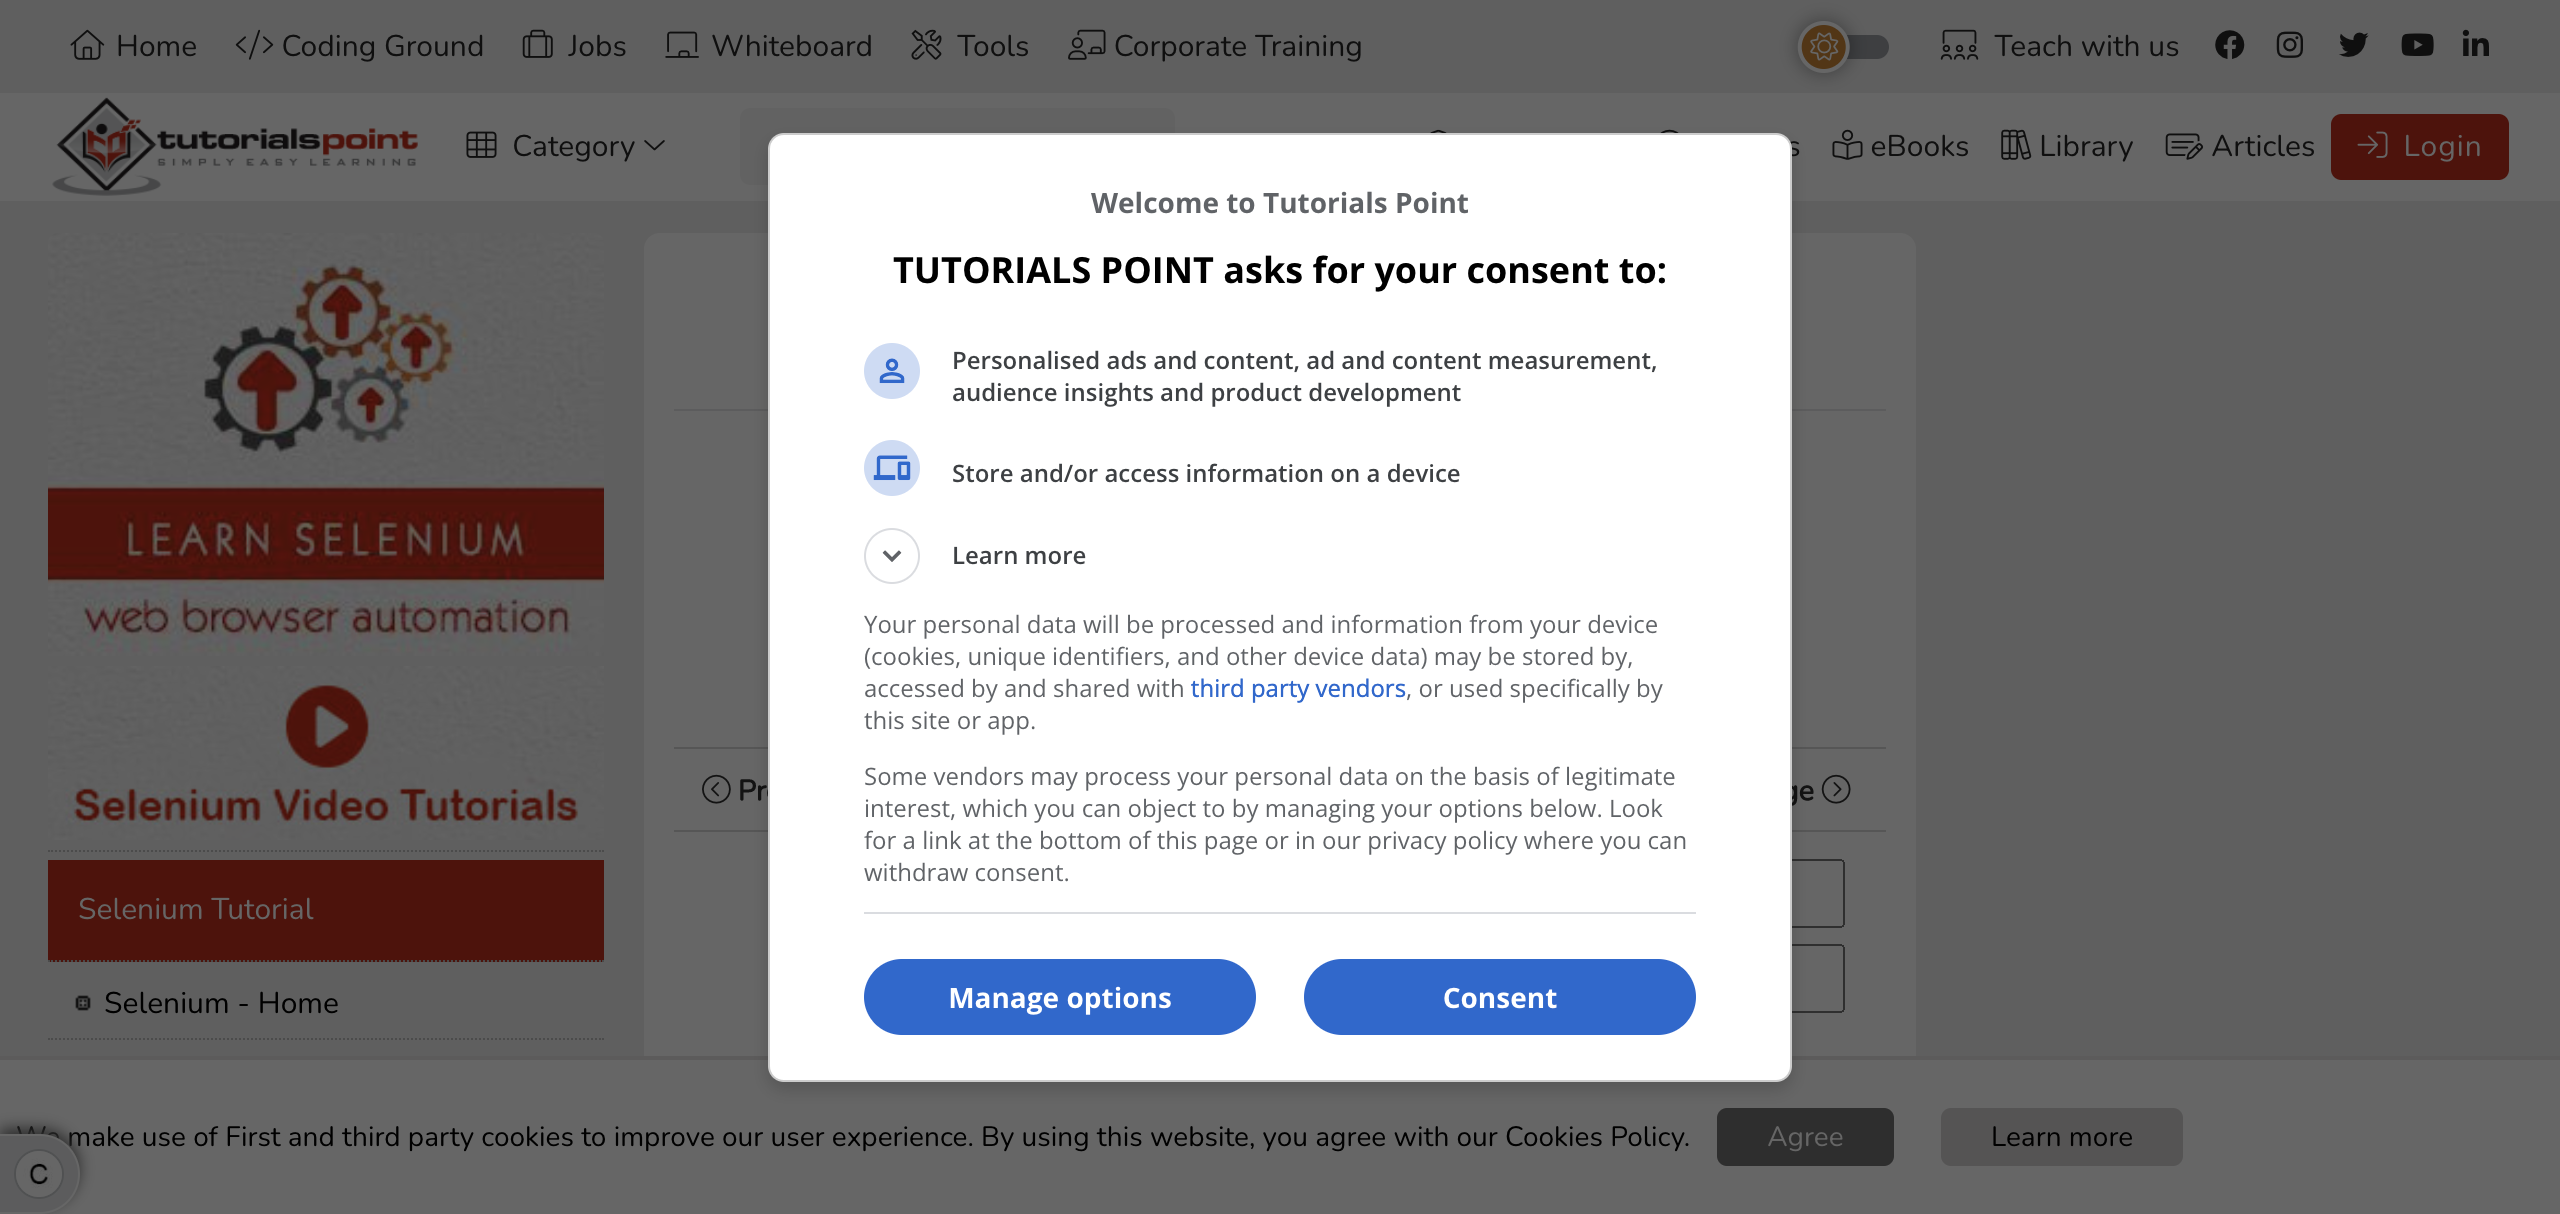 Home
Coding Ground
Jobs
Whiteboard
Tools
Corporate Training
Teach with us
tutorialspoint
SIMPLY EASY LEARNING
Category
eBooks
Library
Articles
Login
LEARN SELENIUM
web browser automation
Selenium Video Tutorials
Selenium Tutorial
Selenium - Home
Welcome to Tutorials Point
TUTORIALS POINT asks for your consent to:
Personalised ads and content, ad and content measurement,
audience insights and product development
Store and/or access information on a device
Learn more
Your personal data will be processed and information from your device
(cookies, unique identifiers, and other device data) may be stored by,
accessed by and shared with third party vendors, or used specifically by
this site or app.
Some vendors may process your personal data on the basis of legitimate
interest, which you can object to by managing your options below. Look
for a link at the bottom of this page or in our privacy policy where you can
withdraw consent.
Manage options
Consent
We make use of First and third party cookies to improve our user experience. By using this website, you agree with our Cookies Policy.
Agree
Learn more
C